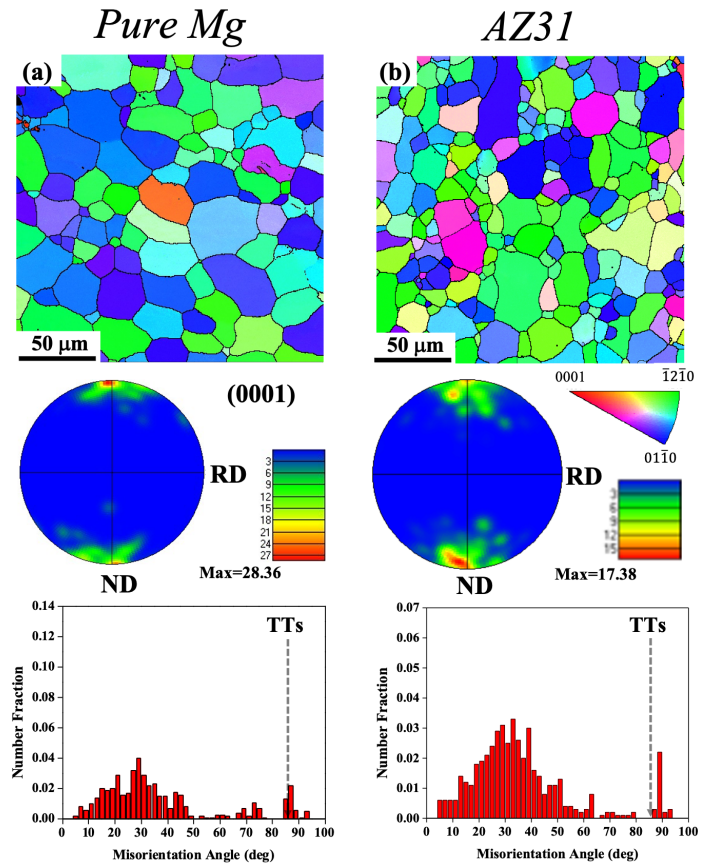 Pure Mg
AZ31
(a)
(b)
50 μm
50 μm
(0001)
0001
1̄21̄0
011̄0
RD
RD
3
6
9
12
15
18
21
24
27
3
6
9
12
15
Max=28.36
Max=17.38
ND
ND
0.14
0.12
0.10
0.08
0.06
0.04
0.02
0.00
Number Fraction
TTs
0 10 20 30 40 50 60 70 80 90 100
Misorientation Angle (deg)
0.07
0.06
0.05
0.04
0.03
0.02
0.01
0.00
Number Fraction
TTs
0 10 20 30 40 50 60 70 80 90 100
Misorientation Angle (deg)